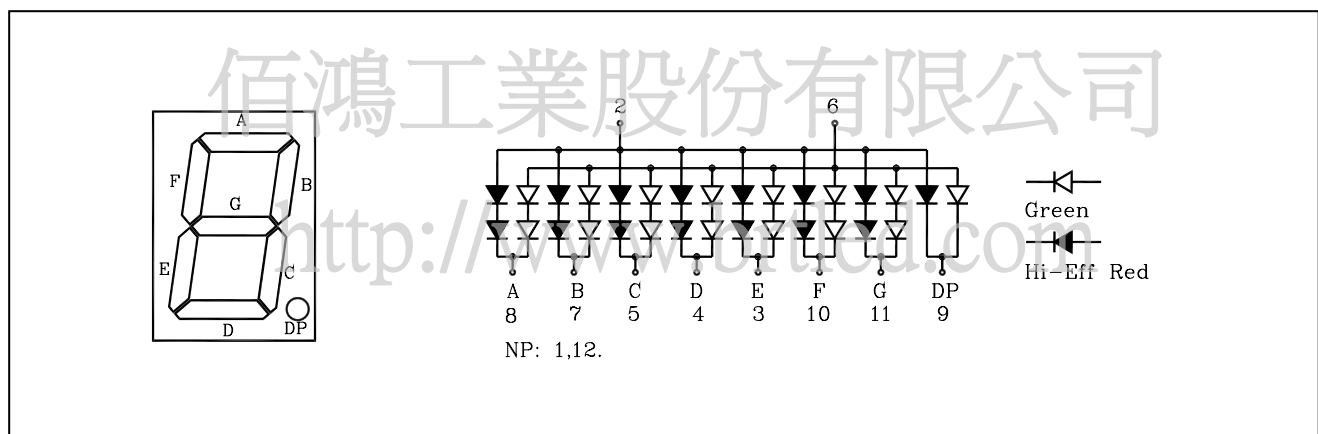 佰鴻工業股份有限公司
http://www.brtled.com
A
F
B
G
E
C
D
DP
2 6
A B C D E F G DP
8 7 5 4 3 10 11 9
NP: 1,12.
Green
Hi-Eff Red